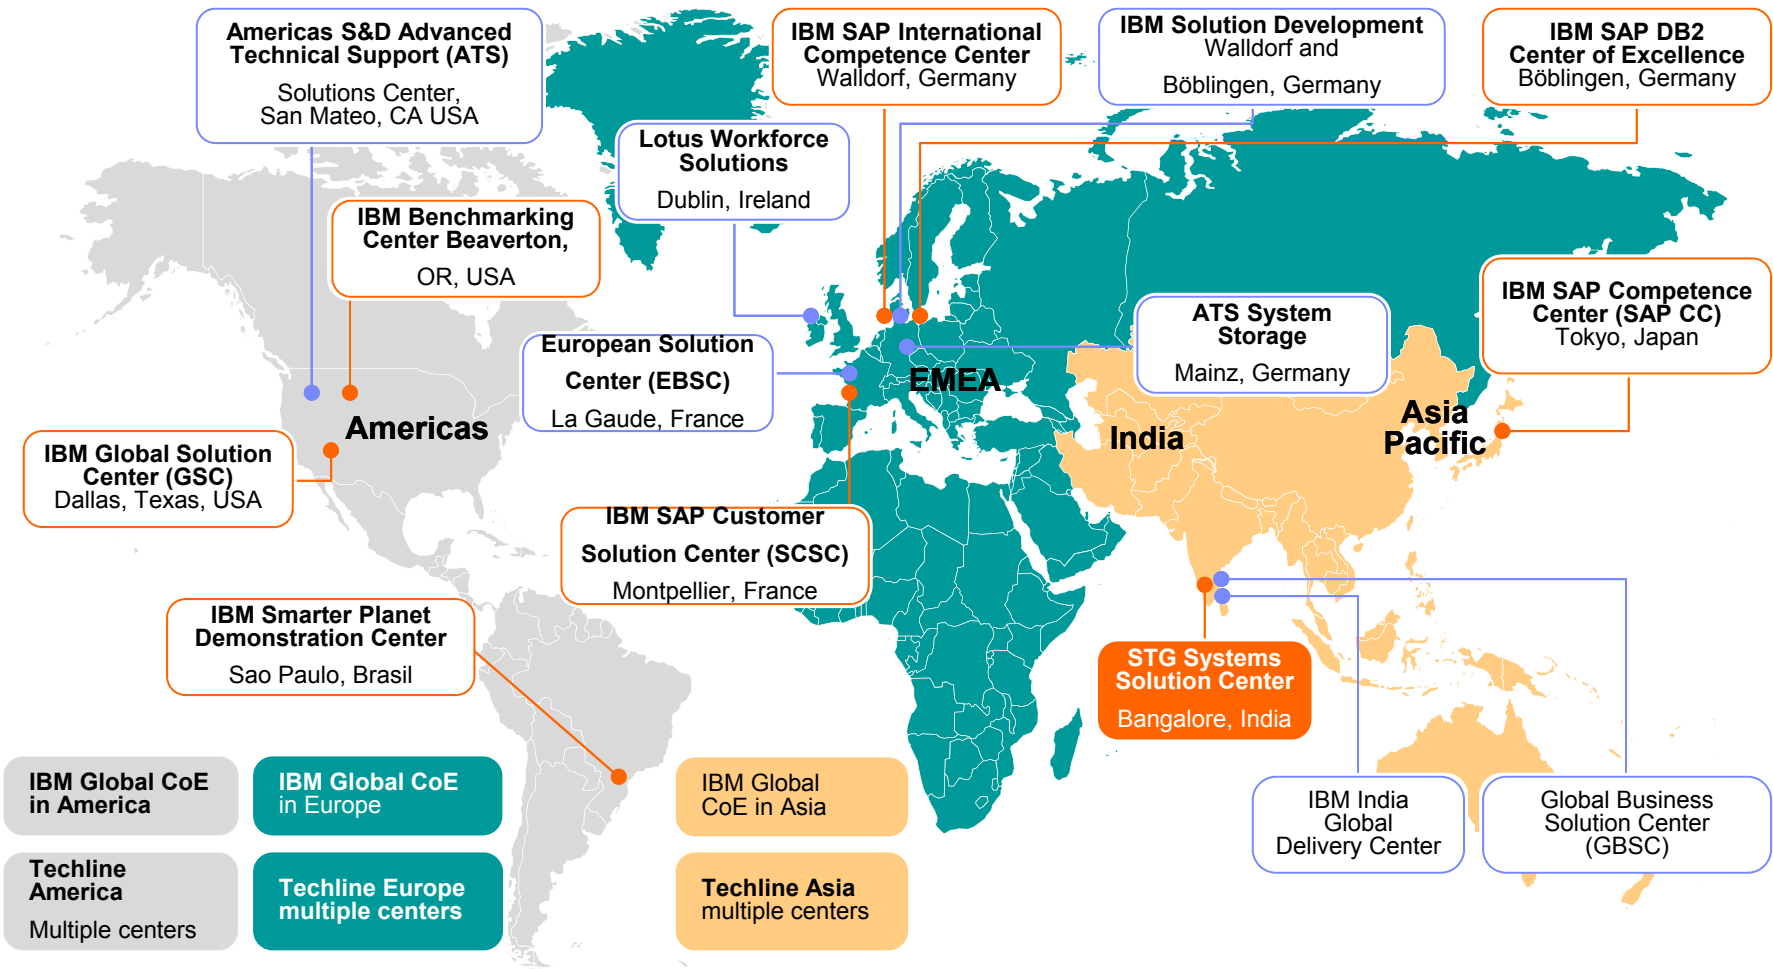 Americas S&D Advanced
Technical Support (ATS)
Solutions Center,
San Mateo, CA USA
IBM SAP International
Competence Center
Walldorf, Germany
IBM Solution Development
Walldorf and
Böblingen, Germany
IBM SAP DB2
Center of Excellence
Böblingen, Germany
Lotus Workforce
Solutions
Dublin, Ireland
IBM Benchmarking
Center Beaverton,
OR, USA
IBM SAP Competence
Center (SAP CC)
Tokyo, Japan
ATS System
Storage
Mainz, Germany
European Solution
Center (EBSC)
La Gaude, France
EMEA
Americas
India
Asia
Pacific
IBM Global Solution
Center (GSC)
Dallas, Texas, USA
IBM SAP Customer
Solution Center (SCSC)
Montpellier, France
IBM Smarter Planet
Demonstration Center
Sao Paulo, Brasil
STG Systems
Solution Center
Bangalore, India
IBM Global CoE
in America
IBM Global CoE
in Europe
IBM Global
CoE in Asia
IBM India
Global
Delivery Center
Global Business
Solution Center
(GBSC)
Techline
America
Multiple centers
Techline Europe
multiple centers
Techline Asia
multiple centers